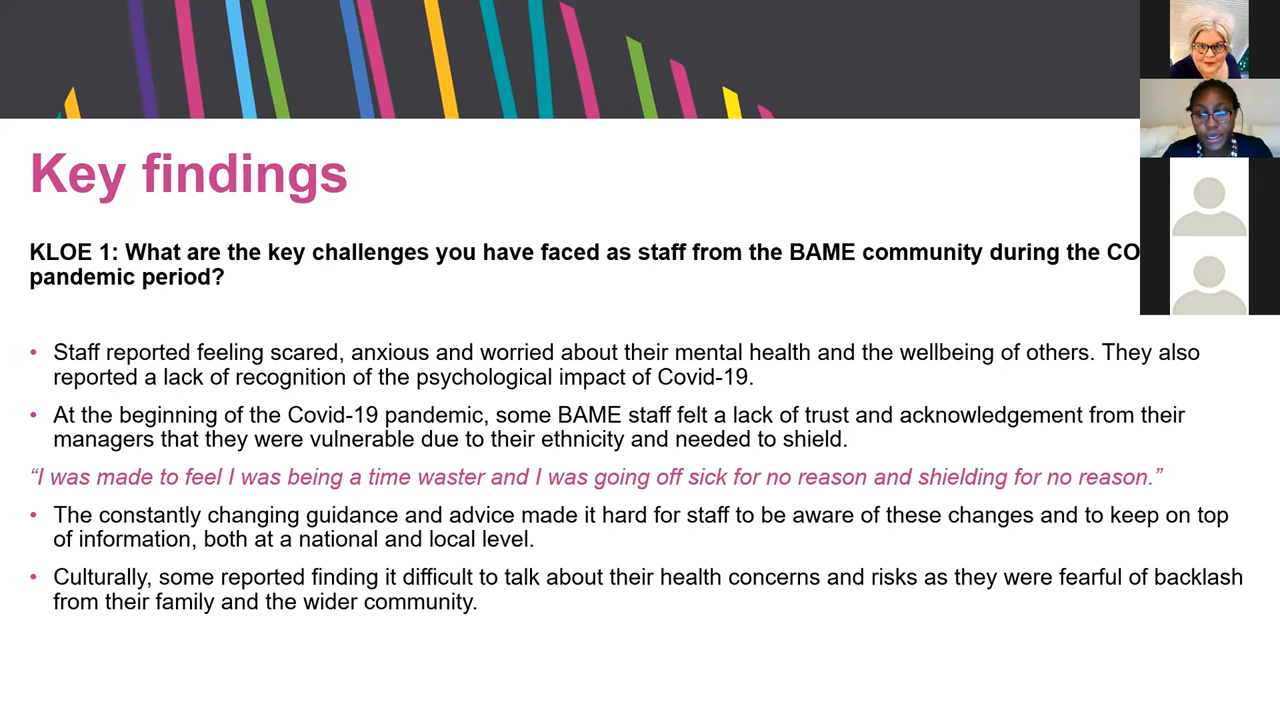 Key findings
KLOE 1: What are the key challenges you have faced as staff from the BAME community during the CO
pandemic period?
• Staff reported feeling scared, anxious and worried about their mental health and the wellbeing of others. They also
reported a lack of recognition of the psychological impact of Covid-19.
• At the beginning of the Covid-19 pandemic, some BAME staff felt a lack of trust and acknowledgement from their
managers that they were vulnerable due to their ethnicity and needed to shield.
“I was made to feel I was being a time waster and I was going off sick for no reason and shielding for no reason.”
• The constantly changing guidance and advice made it hard for staff to be aware of these changes and to keep on top
of information, both at a national and local level.
• Culturally, some reported finding it difficult to talk about their health concerns and risks as they were fearful of backlash
from their family and the wider community.